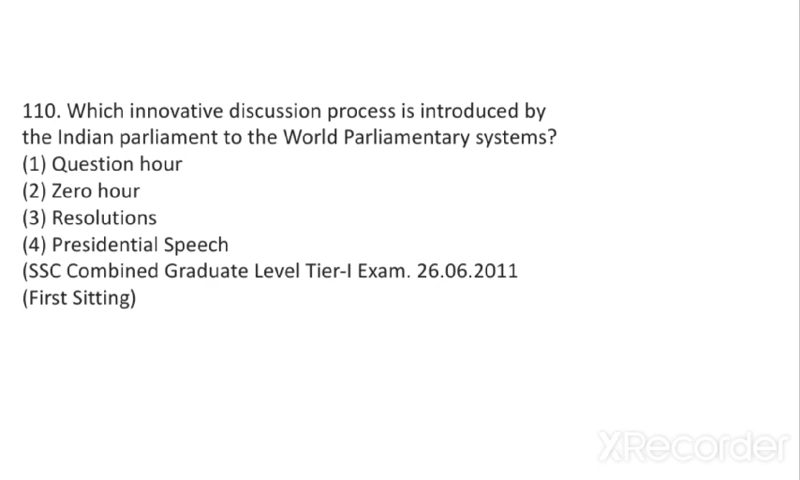 110. Which innovative discussion process is introduced by
the Indian parliament to the World Parliamentary systems?
(1) Question hour
(2) Zero hour
(3) Resolutions
(4) Presidential Speech
(SSC Combined Graduate Level Tier-I Exam. 26.06.2011
(First Sitting)
XRecorder